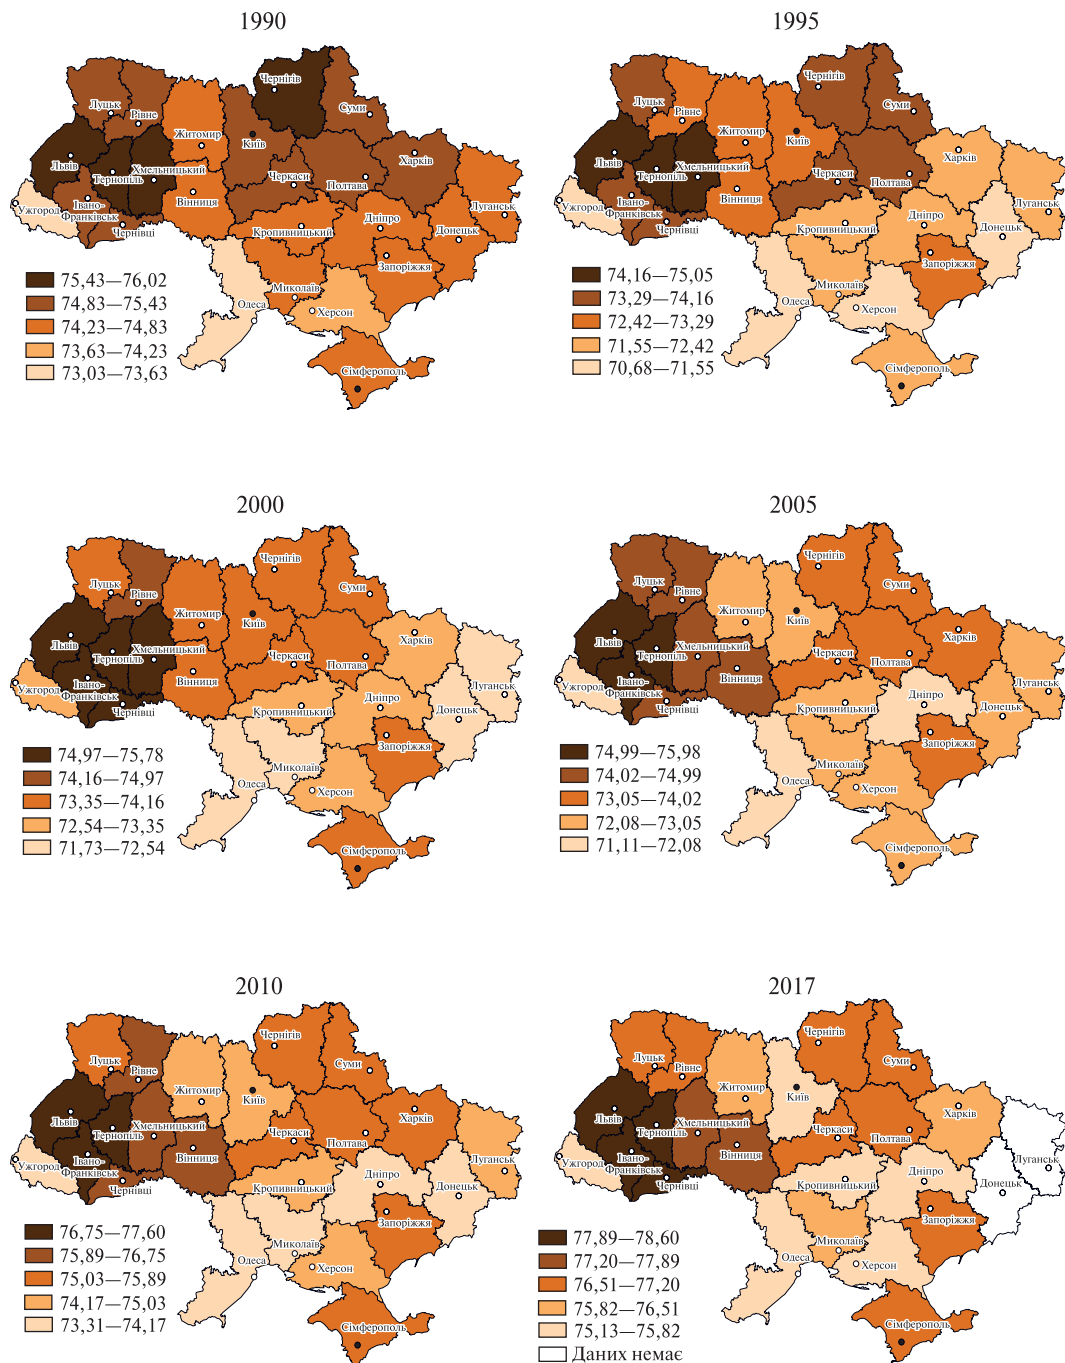 1990
Чернігів
Луцьк
Рівне
Суми
Житомир
Київ
Львів
Тернопіль
Хмельницький
Харків
Черкаси
Полтава
Ужгород
Івано-
Франківськ
Чернівці
Вінниця
Кропивницький
Дніпро
Луганськ
Донецьк
Запоріжжя
Миколаїв
Одеса
Херсон
Сімферополь
75,43—76,02
74,83—75,43
74,23—74,83
73,63—74,23
73,03—73,63
1995
Чернігів
Луцьк
Рівне
Суми
Житомир
Київ
Львів
Тернопіль
Хмельницький
Харків
Черкаси
Полтава
Ужгород
Івано-
Франківськ
Чернівці
Вінниця
Кропивницький
Дніпро
Луганськ
Донецьк
Запоріжжя
Миколаїв
Одеса
Херсон
Сімферополь
74,16—75,05
73,29—74,16
72,42—73,29
71,55—72,42
70,68—71,55
2000
Чернігів
Луцьк
Рівне
Суми
Житомир
Київ
Львів
Тернопіль
Хмельницький
Харків
Черкаси
Полтава
Ужгород
Івано-
Франківськ
Чернівці
Вінниця
Кропивницький
Дніпро
Луганськ
Донецьк
Запоріжжя
Миколаїв
Одеса
Херсон
Сімферополь
74,97—75,78
74,16—74,97
73,35—74,16
72,54—73,35
71,73—72,54
2005
Чернігів
Луцьк
Рівне
Суми
Житомир
Київ
Львів
Тернопіль
Хмельницький
Харків
Черкаси
Полтава
Ужгород
Івано-
Франківськ
Чернівці
Вінниця
Кропивницький
Дніпро
Луганськ
Донецьк
Запоріжжя
Миколаїв
Одеса
Херсон
Сімферополь
74,99—75,98
74,02—74,99
73,05—74,02
72,08—73,05
71,11—72,08
2010
Чернігів
Луцьк
Рівне
Суми
Житомир
Київ
Львів
Тернопіль
Хмельницький
Харків
Черкаси
Полтава
Ужгород
Івано-
Франківськ
Чернівці
Вінниця
Кропивницький
Дніпро
Луганськ
Донецьк
Запоріжжя
Миколаїв
Одеса
Херсон
Сімферополь
76,75—77,60
75,89—76,75
75,03—75,89
74,17—75,03
73,31—74,17
2017
Чернігів
Луцьк
Рівне
Суми
Житомир
Київ
Львів
Тернопіль
Хмельницький
Харків
Черкаси
Полтава
Ужгород
Івано-
Франківськ
Чернівці
Вінниця
Кропивницький
Дніпро
Луганськ
Донецьк
Запоріжжя
Миколаїв
Одеса
Херсон
Сімферополь
77,89—78,60
77,20—77,89
76,51—77,20
75,82—76,51
75,13—75,82
Даних немає